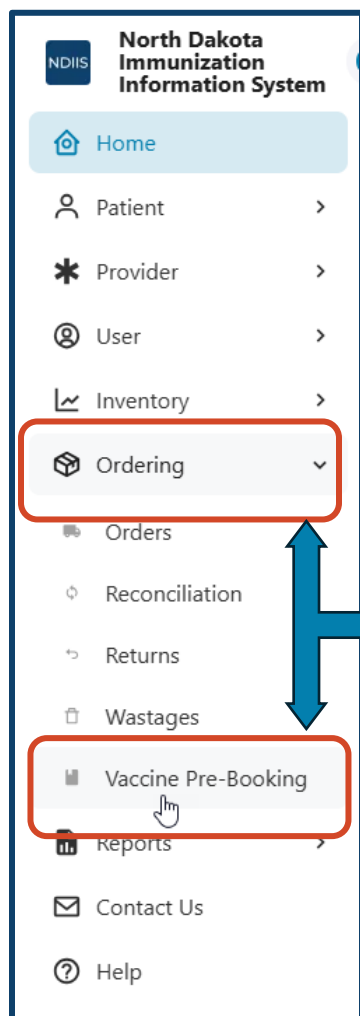 NDIIS
North Dakota
Immunization
Information System
Home
Patient
Provider
User
Inventory
Ordering
Orders
Reconciliation
Returns
Wastages
Vaccine Pre-Booking
Reports
Contact Us
Help